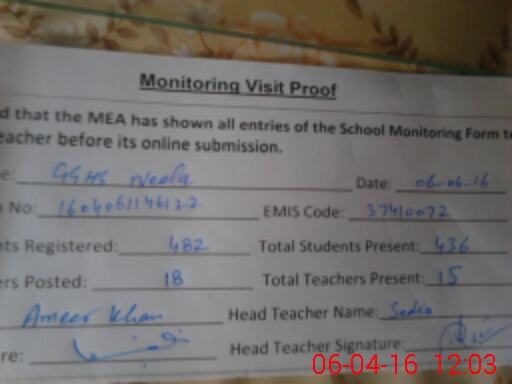 Monitoring Visit Proof
d that the MEA has shown all entries of the School Monitoring Form t
eacher before its online submission.
e: GGHS Neela Date: 06-04-16
No: 1604061146122 EMIS Code: 37410072
ts Registered: 482 Total Students Present: 436
ers Posted: 18 Total Teachers Present: 15
Ameer Khan Head Teacher Name: Sadia
re: Head Teacher Signature:
06-04-16 12:03